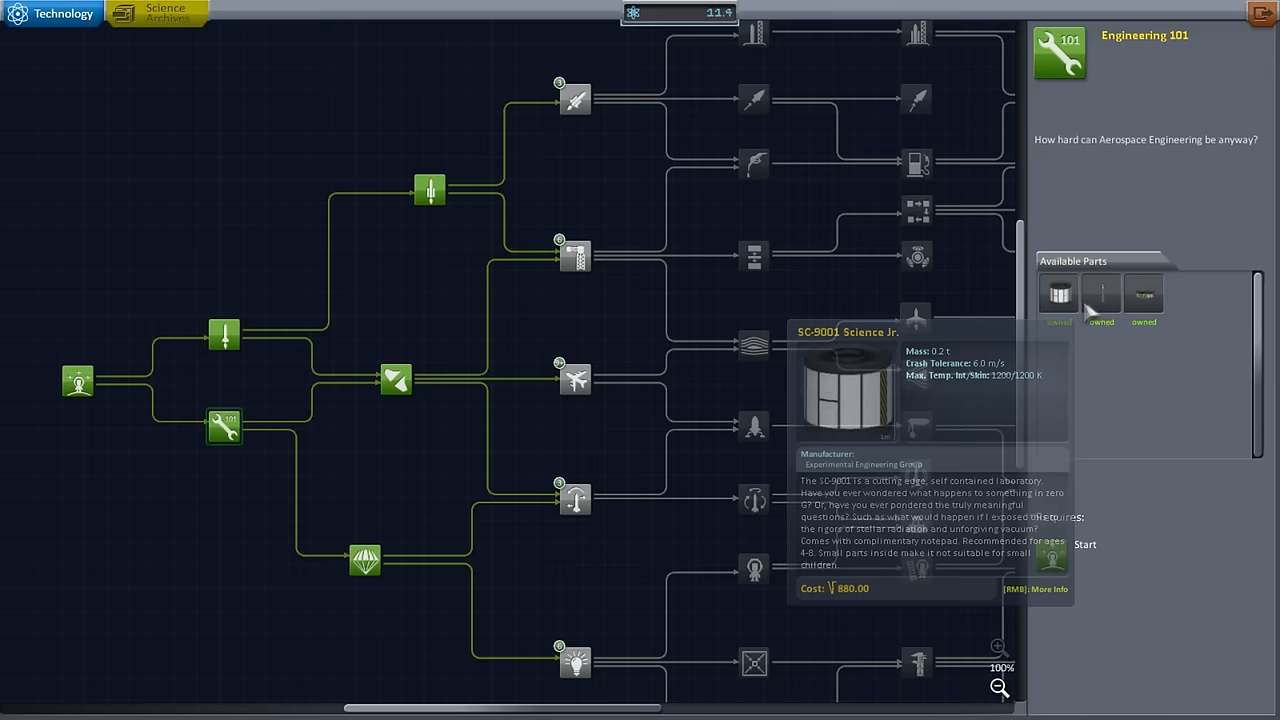 Technology
Science
Archives
11.4
101
Engineering 101
How hard can Aerospace Engineering be anyway?
Available Parts
owned
owned
owned
3
6
9+
3
6
101
SC-9001 Science Jr.
Mass: 0.2 t
Crash Tolerance: 6.0 m/s
Max. Temp. Int/Skin: 1200/1200 K
Manufacturer:
Experimental Engineering Group
The SC-9001 is a cutting edge, self contained laboratory.
Have you ever wondered what happens to something in zero
G? Or, have you ever pondered the truly meaningful
questions? Such as what would happen if I exposed this to
the rigors of stellar radiation and unforgiving vacuum?
Comes with complimentary notepad. Recommended for ages
4-8. Small parts inside make it not suitable for small
children.
Cost: √880.00
[RMB]: More Info
Requires:
Start
100%